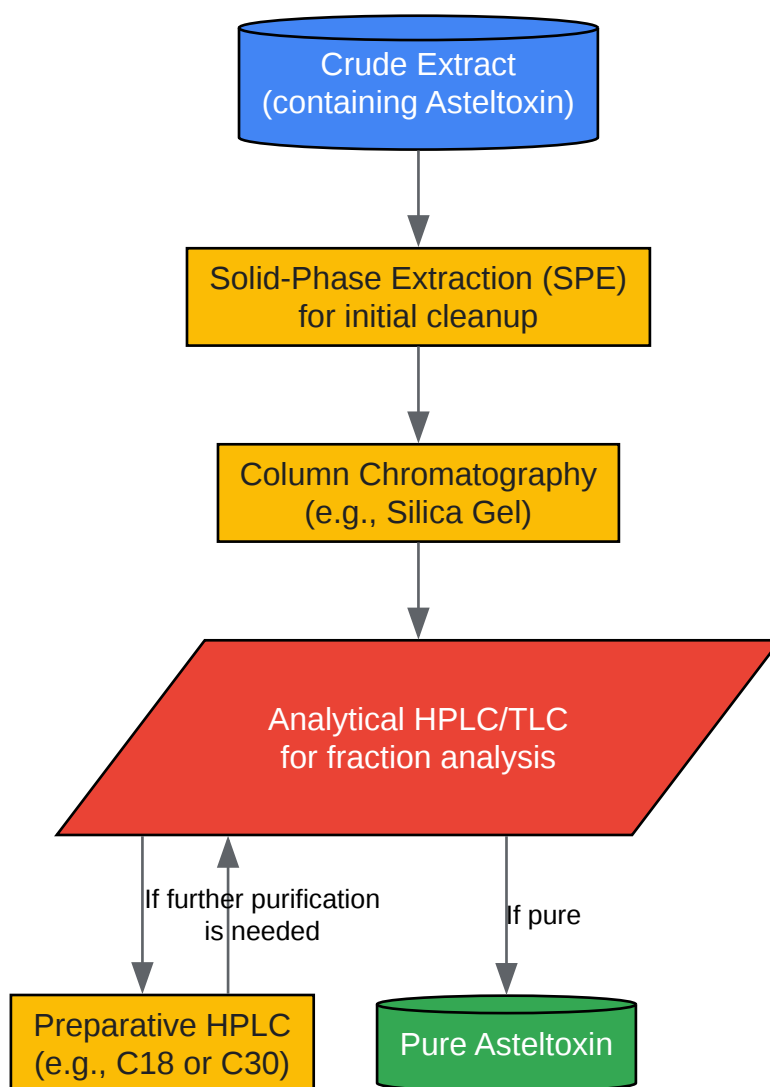 Crude Extract
(containing Asteltoxin)
Solid-Phase Extraction (SPE)
for initial cleanup
Column Chromatography
(e.g., Silica Gel)
Analytical HPLC/TLC
for fraction analysis
If further purification
is needed
If pure
Preparative HPLC
(e.g., C18 or C30)
Pure Asteltoxin